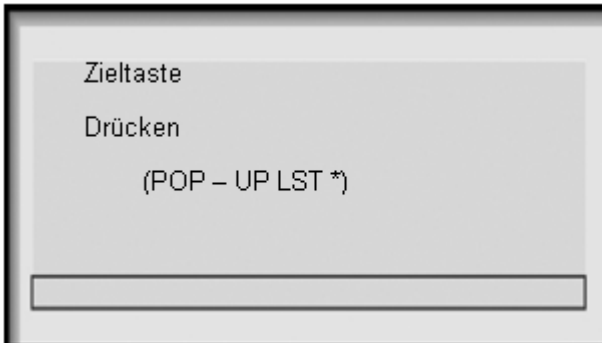 Zieltaste
Drücken
(POP – UP LST *)